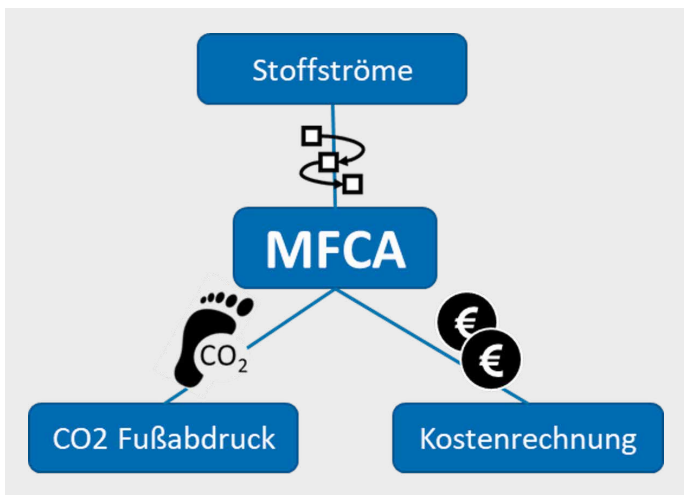 Stoffströme
MFCA
CO₂
€
€
CO2 Fußabdruck
Kostenrechnung